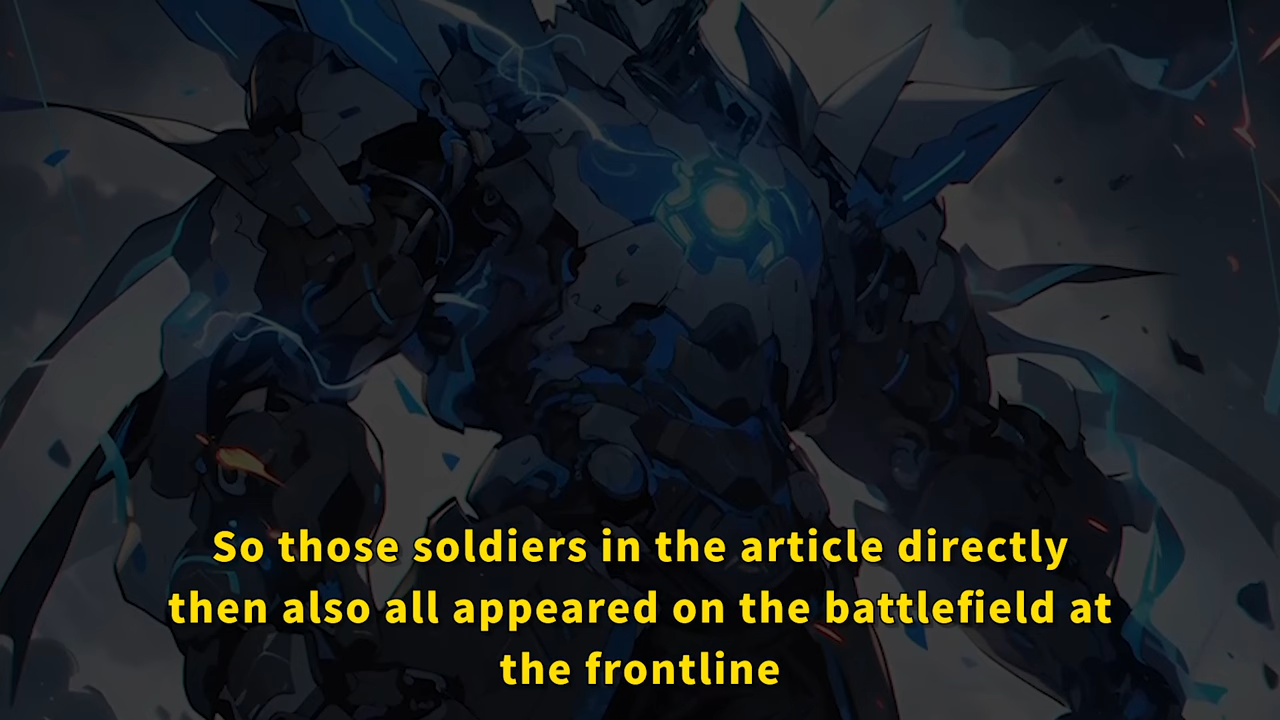 So those soldiers in the article directly
then also all appeared on the battlefield at
the frontline